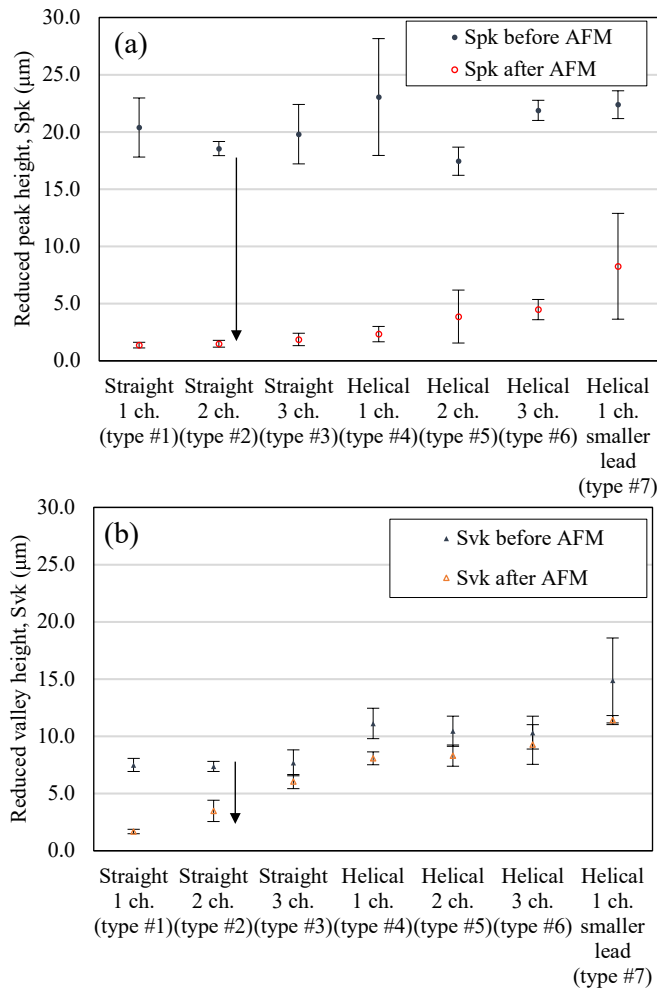 (a)
Spk before AFM
Spk after AFM
Reduced peak height, Spk (μm)
30.0
25.0
20.0
15.0
10.0
5.0
0.0
Straight 1 ch. (type #1)
Straight 2 ch. (type #2)
Straight 3 ch. (type #3)
Helical 1 ch. (type #4)
Helical 2 ch. (type #5)
Helical 3 ch. (type #6)
Helical 1 ch. smaller lead (type #7)
(b)
Svk before AFM
Svk after AFM
Reduced valley height, Svk (μm)
30.0
25.0
20.0
15.0
10.0
5.0
0.0
Straight 1 ch. (type #1)
Straight 2 ch. (type #2)
Straight 3 ch. (type #3)
Helical 1 ch. (type #4)
Helical 2 ch. (type #5)
Helical 3 ch. (type #6)
Helical 1 ch. smaller lead (type #7)